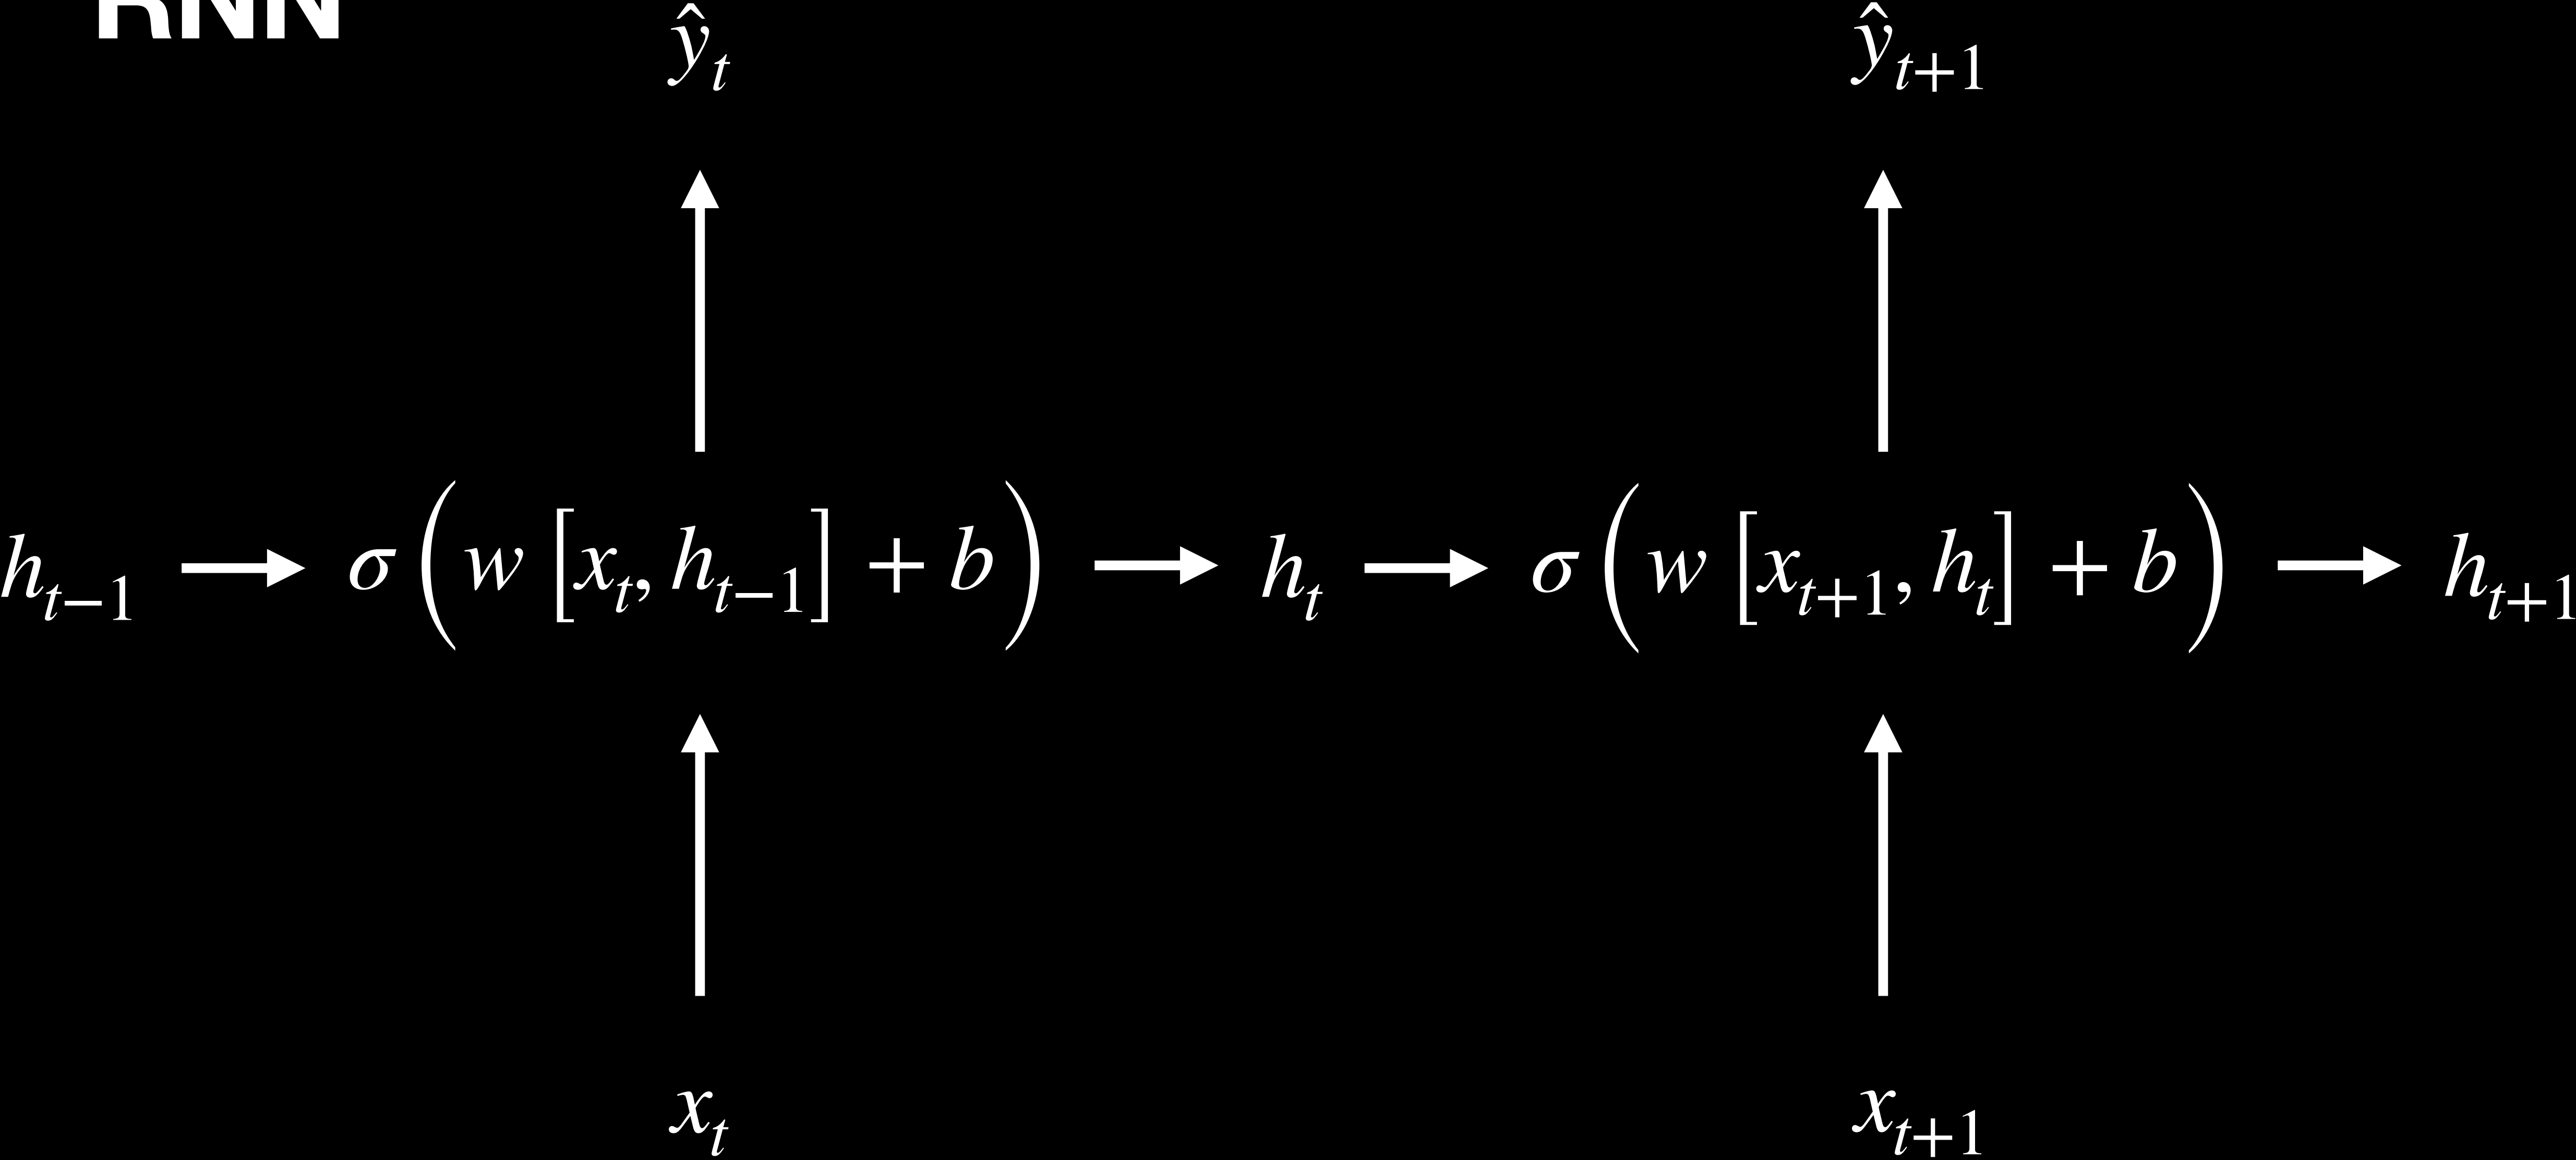 RNN
ŷ_t ŷ_{t+1}
h_{t−1} → σ(w [x_t, h_{t−1}] + b) → h_t → σ(w [x_{t+1}, h_t] + b) → h_{t+1}
x_t x_{t+1}